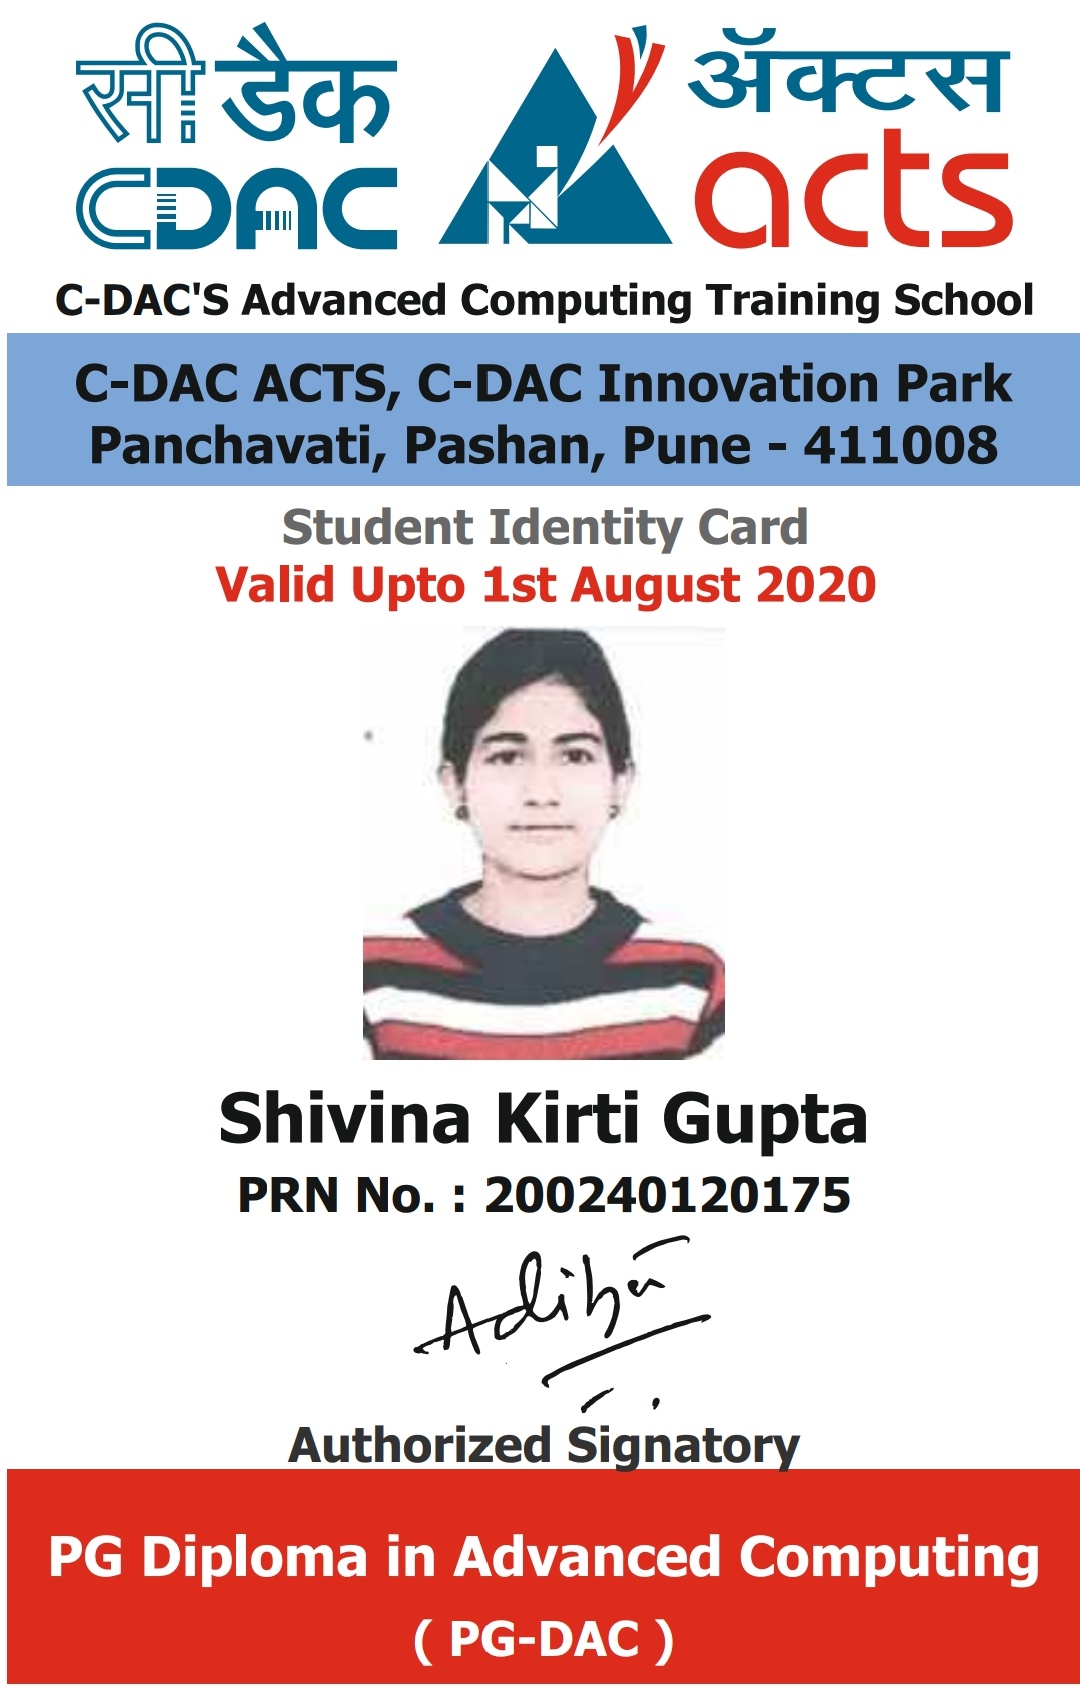 सी डैक
CDAC
ॲक्टस
acts
C-DAC'S Advanced Computing Training School
C-DAC ACTS, C-DAC Innovation Park
Panchavati, Pashan, Pune - 411008
Student Identity Card
Valid Upto 1st August 2020
Shivina Kirti Gupta
PRN No. : 200240120175
Authorized Signatory
PG Diploma in Advanced Computing
( PG-DAC )